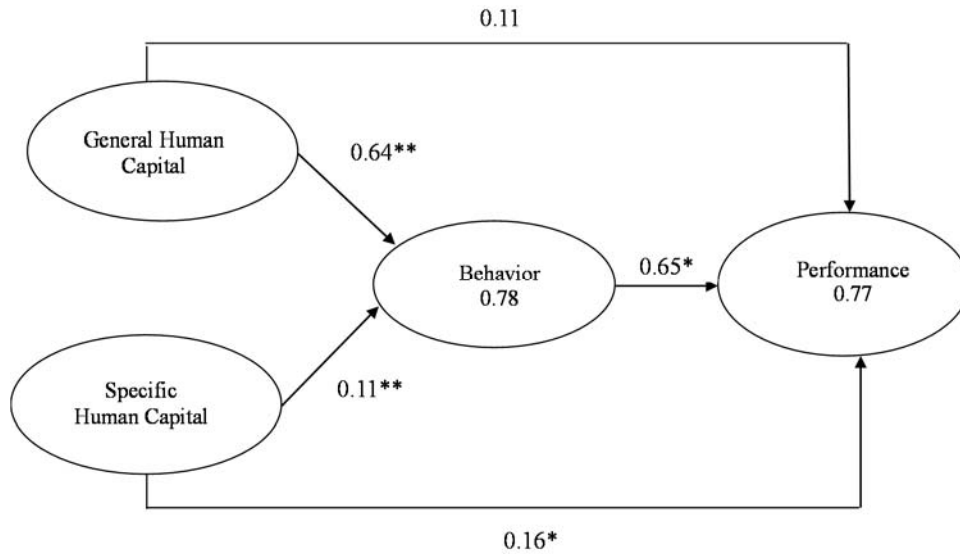 0.11
General Human
Capital
0.64**
Behavior
0.78
0.65*
Performance
0.77
Specific
Human Capital
0.11**
0.16*